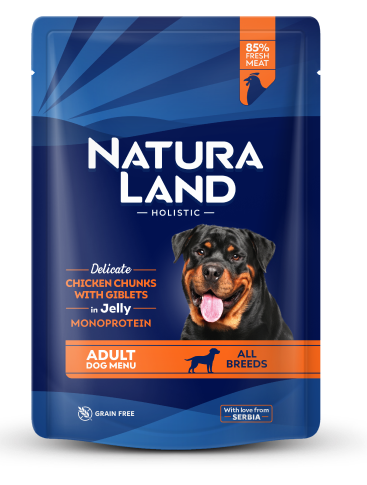 85%
FRESH
MEAT
NATURA
LAND
HOLISTIC
Delicate
CHICKEN CHUNKS
WITH GIBLETS
in Jelly
MONOPROTEIN
ADULT
DOG MENU
ALL
BREEDS
GRAIN FREE
With love from
SERBIA